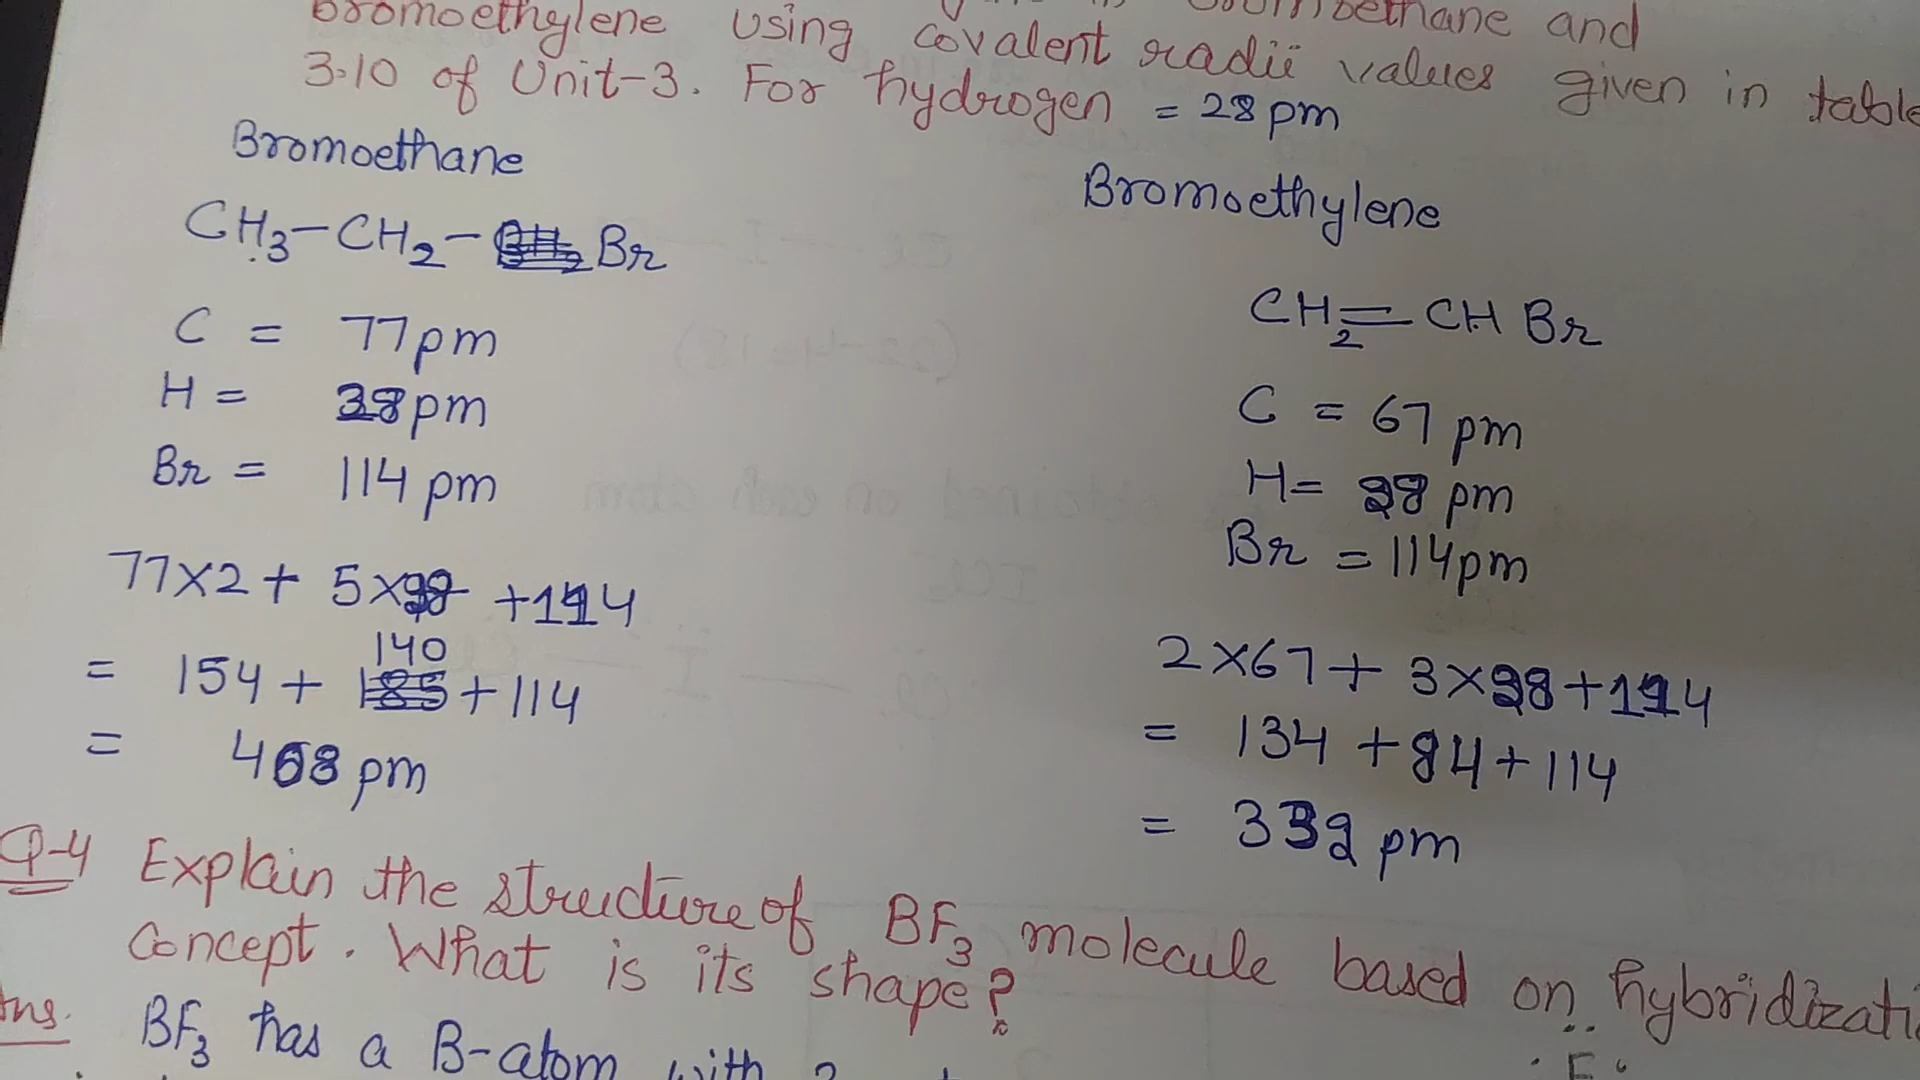 bromoethylene using covalent radii values given in table
3.10 of Unit-3. For hydrogen = 28 pm
Bromoethane
CH3-CH2- Br
C = 77pm
H = 28pm
Br = 114 pm
77×2+ 5×28 +114
140
= 154 + 185 +114
= 408 pm
Bromoethylene
CH2=CH Br
C = 67 pm
H= 28 pm
Br = 114pm
2×67+ 3×28+114
= 134 +84+114
= 332 pm
Q-4 Explain the structure of BF3 molecule based on
concept. What is its shape?
Ans. BF3 has a B-atom with